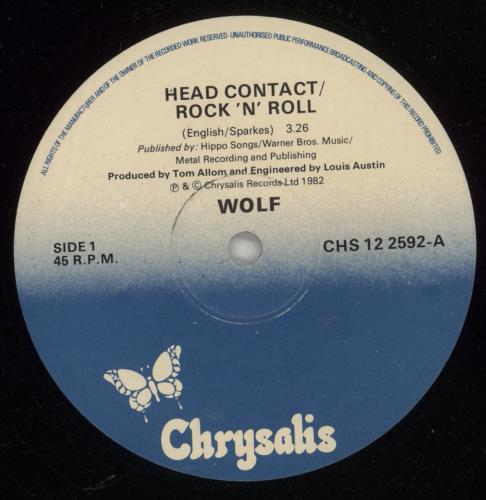 ALL RIGHTS OF THE MANUFACTURER AND OF THE OWNER OF THE RECORDED WORK RESERVED · UNAUTHORISED PUBLIC PERFORMANCE BROADCASTING AND COPYING OF THIS RECORD PROHIBITED
HEAD CONTACT/
ROCK 'N' ROLL
(English/Sparkes) 3.26
Published by: Hippo Songs/Warner Bros. Music/
Metal Recording and Publishing
Produced by Tom Allom and Engineered by Louis Austin
℗ & © Chrysalis Records Ltd 1982
WOLF
SIDE 1
45 R.P.M.
CHS 12 2592-A
Chrysalis